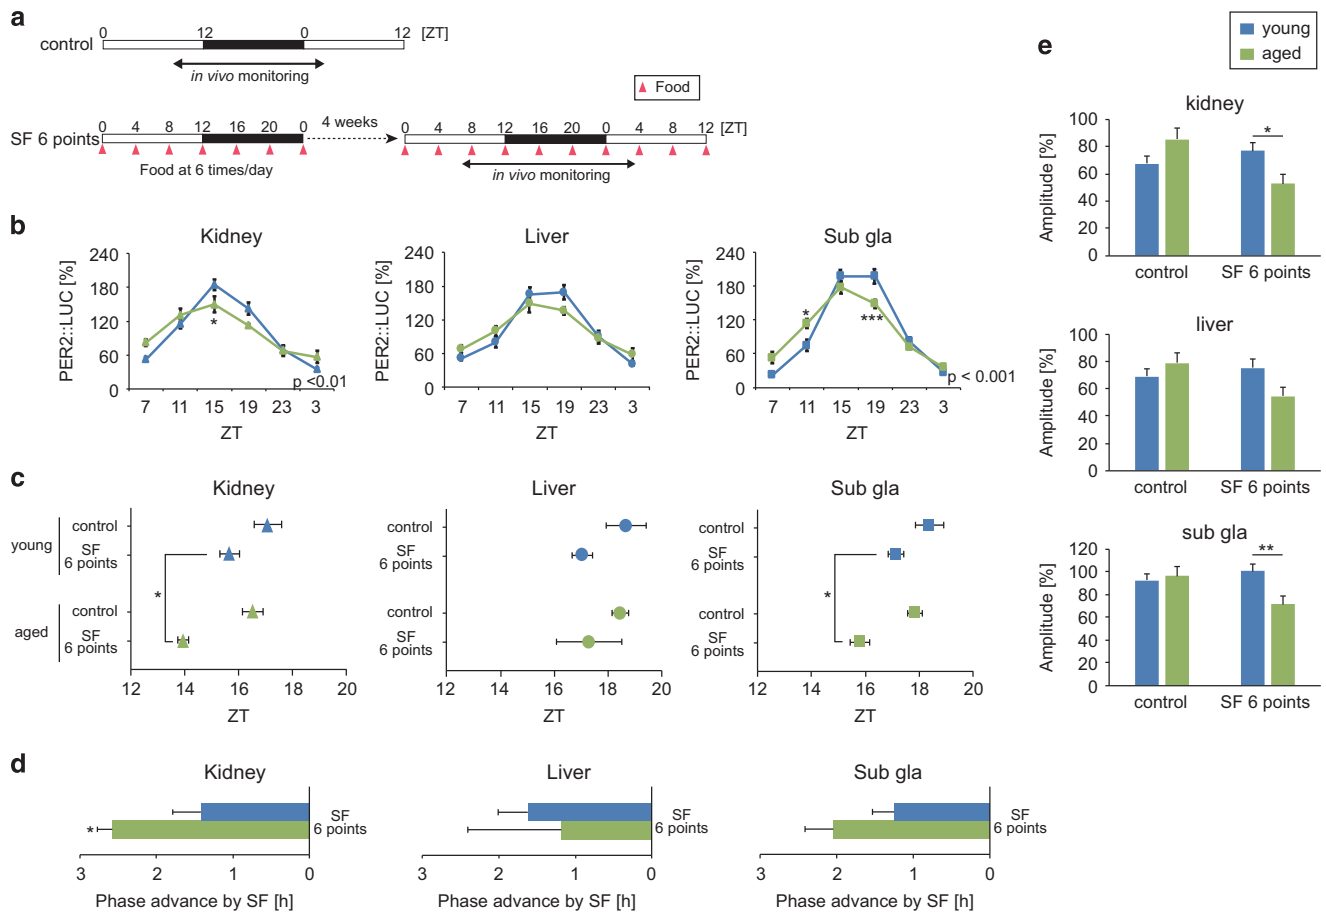 a
0 12 0 12 [ZT]
control
in vivo monitoring
Food
SF 6 points
0 4 8 12 16 20 0
4 weeks
0 4 8 12 16 20 0 4 8 12 [ZT]
Food at 6 times/day
in vivo monitoring
b
Kidney
PER2::LUC [%]
240
180
120
60
0
*
p <0.01
7 11 15 19 23 3
ZT
Liver
PER2::LUC [%]
240
180
120
60
0
7 11 15 19 23 3
ZT
Sub gla
PER2::LUC [%]
240
180
120
60
0
*
***
p < 0.001
7 11 15 19 23 3
ZT
c
Kidney
young
control
SF
6 points
aged
control
SF
6 points
*
12 14 16 18 20
ZT
Liver
control
SF
6 points
control
SF
6 points
12 14 16 18 20
ZT
Sub gla
control
SF
6 points
control
SF
6 points
*
12 14 16 18 20
ZT
d
Kidney
SF
6 points
*
3 2 1 0
Phase advance by SF [h]
Liver
SF
6 points
3 2 1 0
Phase advance by SF [h]
Sub gla
SF
6 points
3 2 1 0
Phase advance by SF [h]
e
young
aged
kidney
Amplitude [%]
100
80
60
40
20
0
*
control SF 6 points
liver
Amplitude [%]
100
80
60
40
20
0
control SF 6 points
sub gla
Amplitude [%]
120
100
80
60
40
20
0
**
control SF 6 points